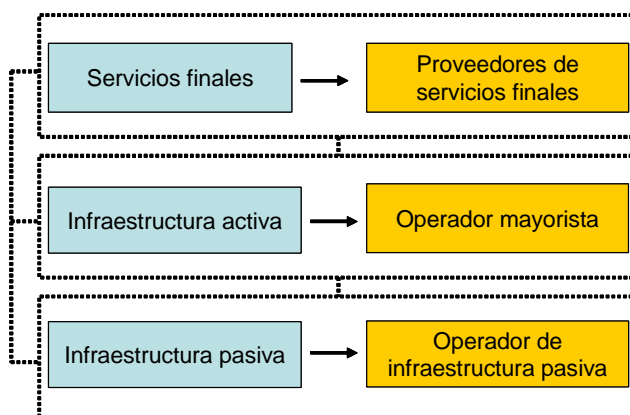 Servicios finales
Proveedores de
servicios finales
Infraestructura activa
Operador mayorista
Infraestructura pasiva
Operador de
infraestructura pasiva